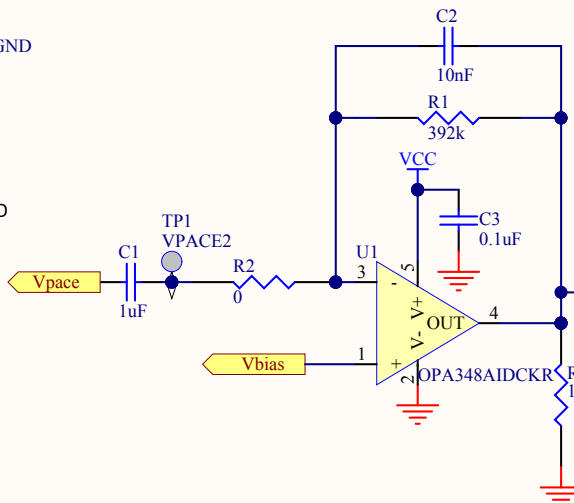 GND
C2
10nF
R1
392k
VCC
C3
0.1uF
TP1
VPACE2
C1
1uF
Vpace
R2
0
U1
3
-
5
V+
OUT
4
V-
1
+
2
Vbias
OPA348AIDCKR
R
1